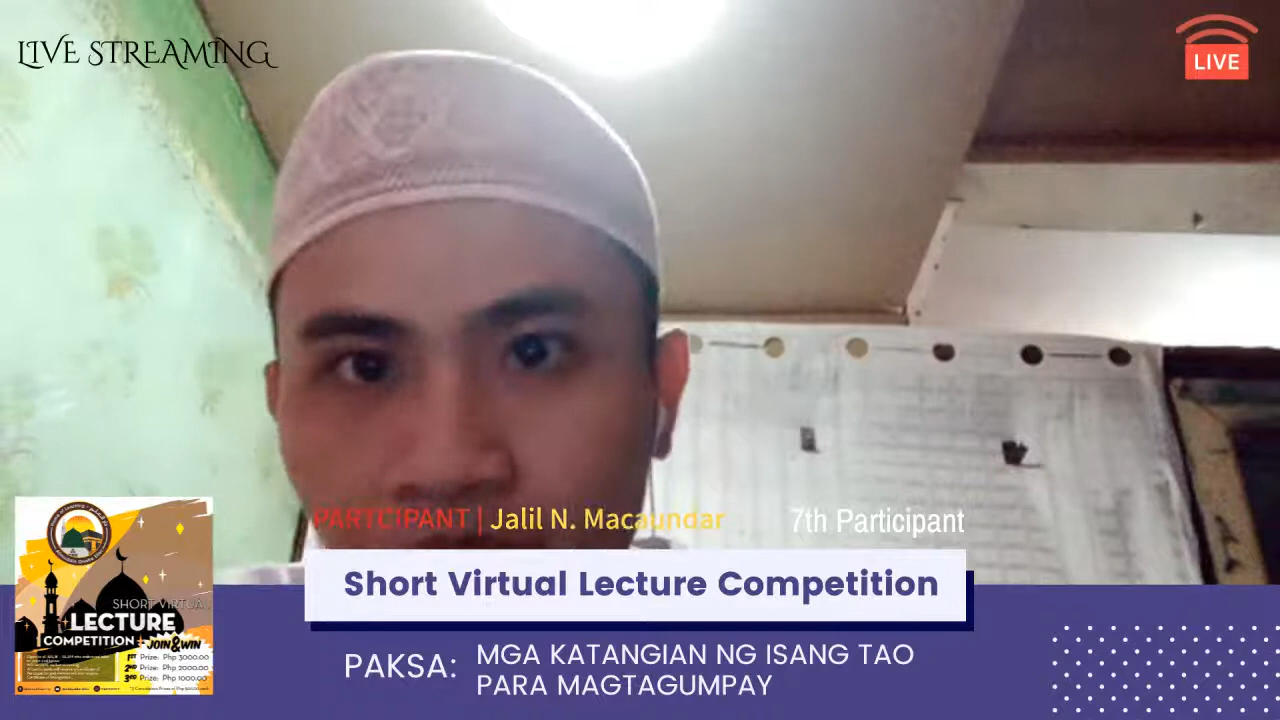 LIVE STREAMING
LIVE
PARTCIPANT | Jalil N. Macaundar
7th Participant
Short Virtual Lecture Competition
PAKSA: MGA KATANGIAN NG ISANG TAO
PARA MAGTAGUMPAY
SHORT VIRTUAL
LECTURE
COMPETITION
JOIN & WIN
1ST Prize: Php 3000.00
2ND Prize: Php 2000.00
3RD Prize: Php 1000.00